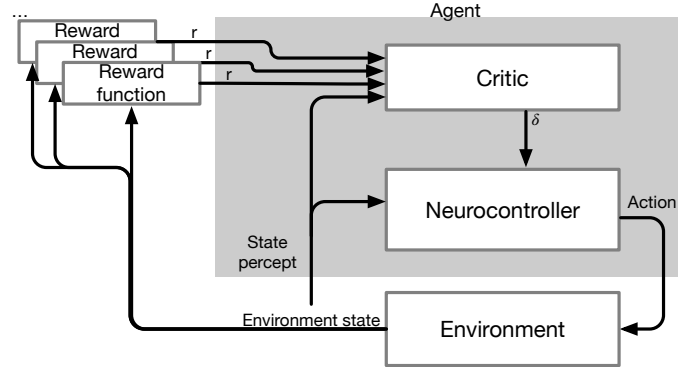 Agent
...
Reward
r
Reward
r
Reward
function
r
Critic
δ
Neurocontroller
Action
State
percept
Environment state
Environment